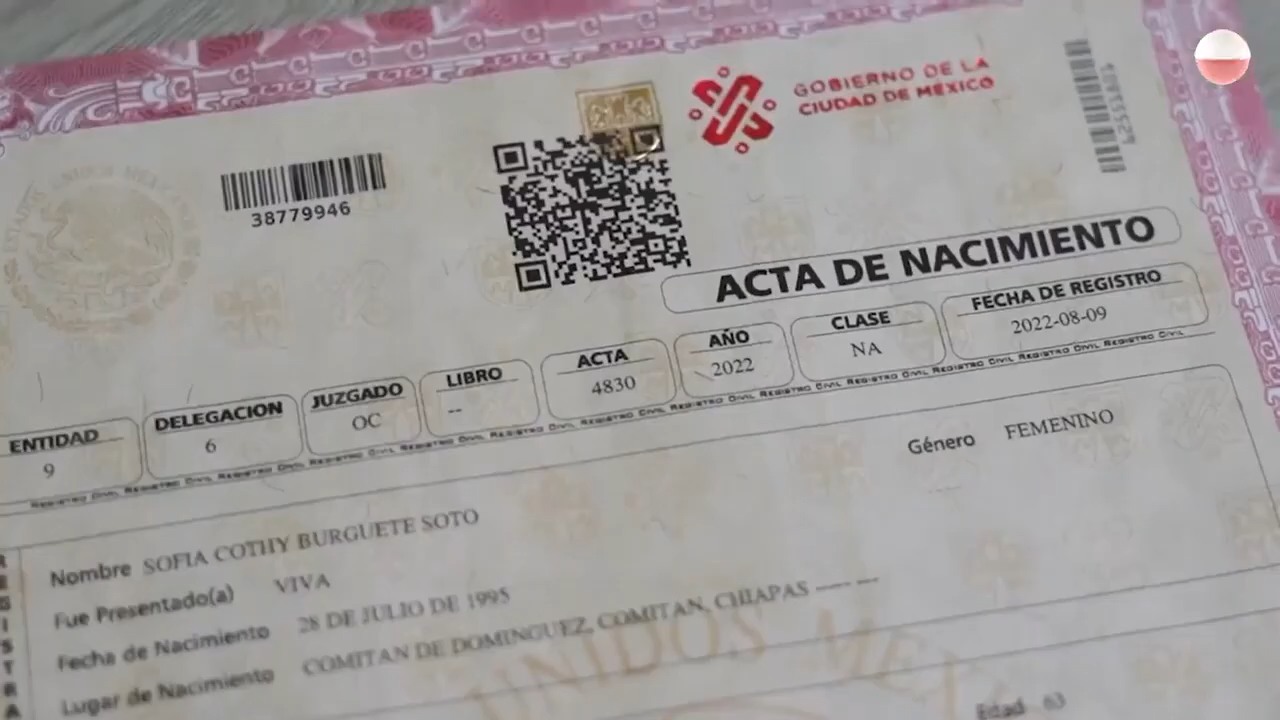 GOBIERNO DE LA
CIUDAD DE MÉXICO
38779946
ACTA DE NACIMIENTO
ENTIDAD DELEGACION JUZGADO LIBRO ACTA AÑO CLASE FECHA DE REGISTRO
9 6 OC -- 4830 2022 NA 2022-08-09
Género FEMENINO
Nombre SOFIA COTHY BURGUETE SOTO
Fue Presentado(a) VIVA
Fecha de Nacimiento 28 DE JULIO DE 1995
Lugar de Nacimiento COMITAN DE DOMINGUEZ, COMITAN, CHIAPAS
UNIDOS
Edad 63